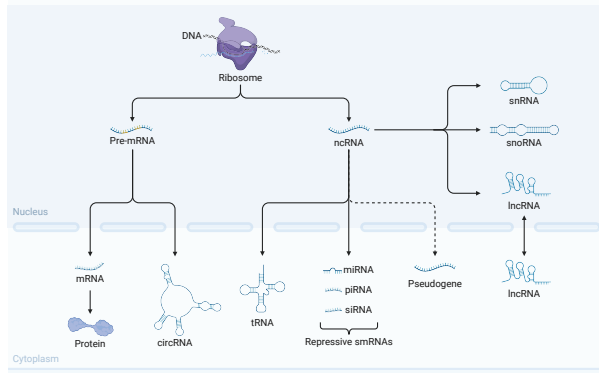 DNA
Ribosome
Pre-mRNA
ncRNA
snRNA
snoRNA
lncRNA
Nucleus
mRNA
Protein
circRNA
tRNA
miRNA
piRNA
siRNA
Repressive smRNAs
Pseudogene
lncRNA
Cytoplasm